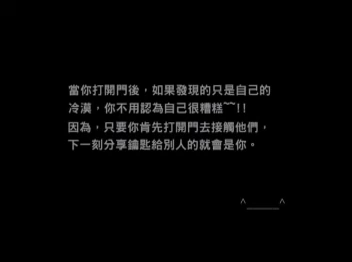 當你打開門後，如果發現的只是自己的
冷漠，你不用認為自己很糟糕~~!!
因為，只要你肯先打開門去接觸他們，
下一刻分享鑰匙給別人的就會是你。
^_____^